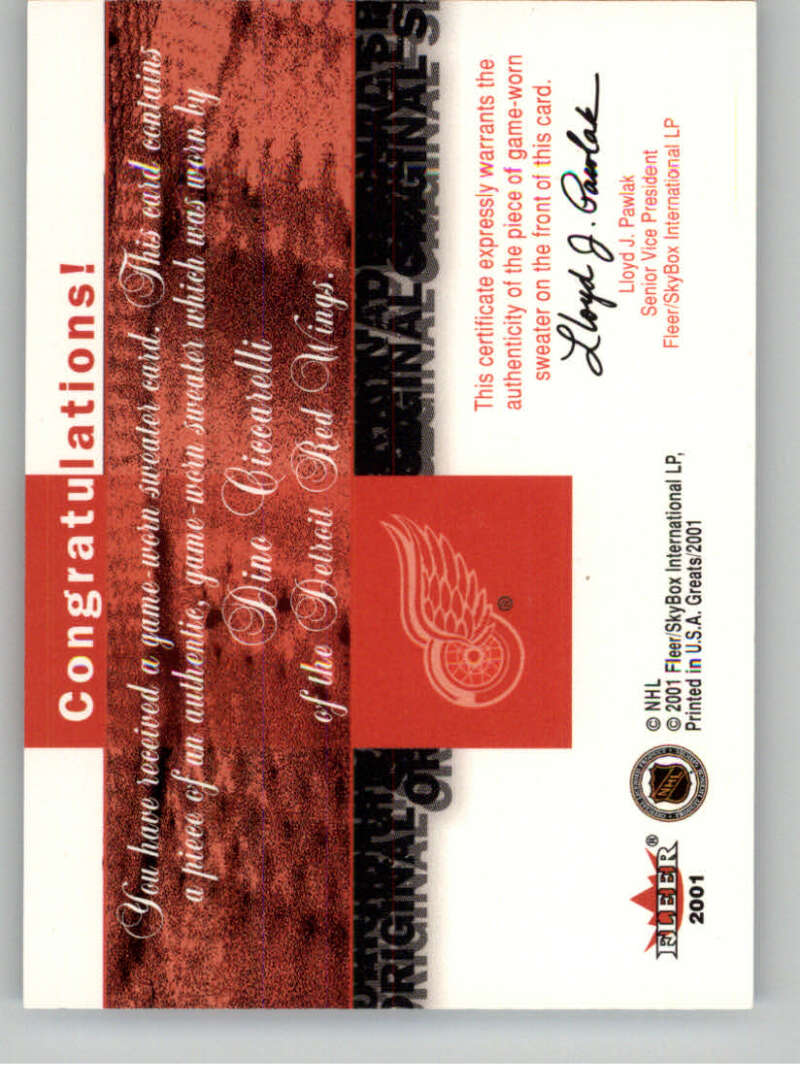 Congratulations!
You have received a game-worn sweater card. This card contains
a piece of an authentic, game-worn sweater which was worn by
Dino Ciccarelli
of the Detroit Red Wings.
ORIGINAL
ORIGINAL
This certificate expressly warrants the
authenticity of the piece of game-worn
sweater on the front of this card.
Lloyd J. Pawlak
Lloyd J. Pawlak
Senior Vice President
Fleer/SkyBox International LP
®
FLEER®
2001
NHL
© NHL
© 2001 Fleer/SkyBox International LP,
Printed in U.S.A. Greats/2001